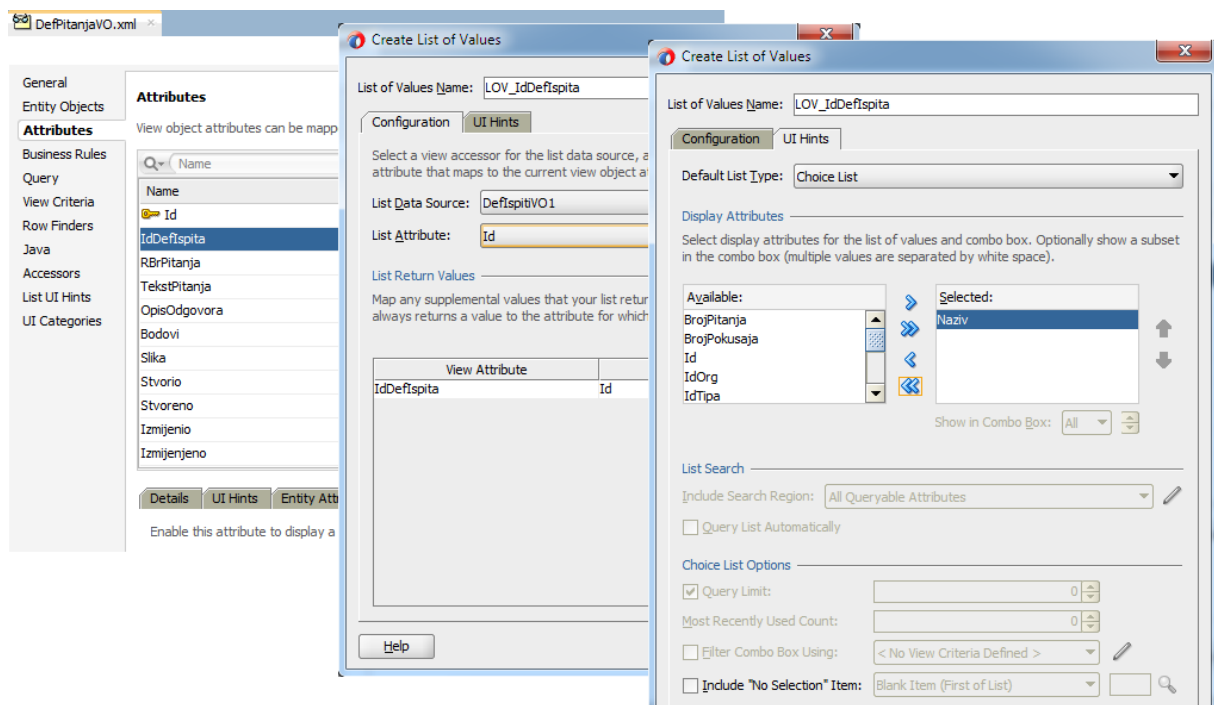 DefPitanjaVO.xml
General
Entity Objects
Attributes
Business Rules
Query
View Criteria
Row Finders
Java
Accessors
List UI Hints
UI Categories
Attributes
View object attributes can be mapp
Name
Name
Id
IdDefIspita
RBrPitanja
TekstPitanja
OpisOdgovora
Bodovi
Slika
Stvorio
Stvoreno
Izmijenio
Izmijenjeno
Details UI Hints Entity Att
Enable this attribute to display a
Create List of Values
List of Values Name: LOV_IdDefIspita
Configuration UI Hints
Select a view accessor for the list data source, a
attribute that maps to the current view object a
List Data Source: DefIspitiVO1
List Attribute: Id
List Return Values
Map any supplemental values that your list retur
always returns a value to the attribute for which
View Attribute
IdDefIspita Id
Help
Create List of Values
List of Values Name: LOV_IdDefIspita
Configuration UI Hints
Default List Type: Choice List
Display Attributes
Select display attributes for the list of values and combo box. Optionally show a subset
in the combo box (multiple values are separated by white space).
Available: Selected:
BrojPitanja Naziv
BrojPokusaja
Id
IdOrg
IdTipa
Show in Combo Box: All
List Search
Include Search Region: All Queryable Attributes
Query List Automatically
Choice List Options
Query Limit: 0
Most Recently Used Count: 0
Filter Combo Box Using: < No View Criteria Defined >
Include "No Selection" Item: Blank Item (First of List)